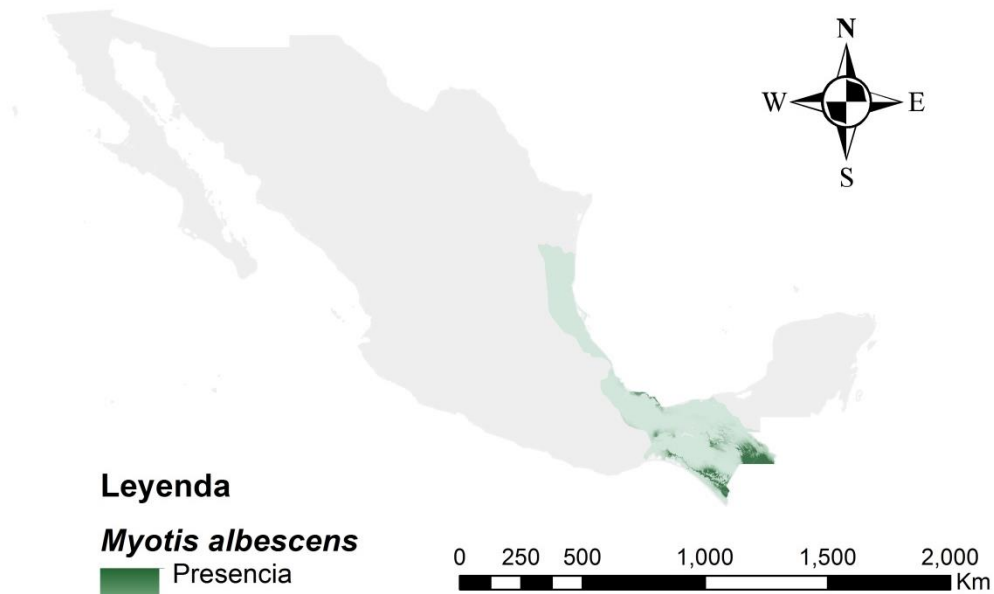 N
W E
S
Leyenda
Myotis albescens
Presencia
0 250 500 1,000 1,500 2,000
Km